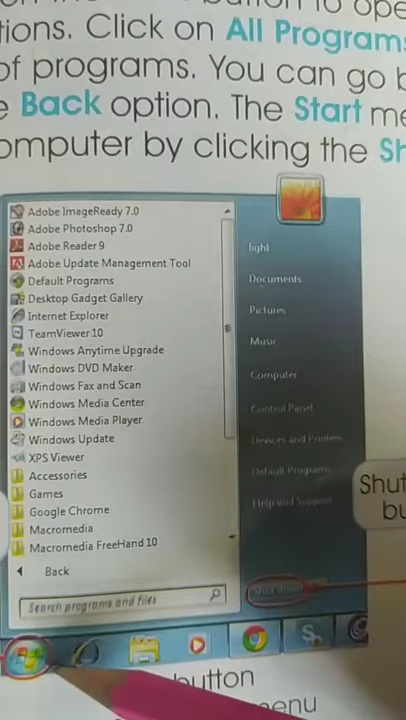 to ope
tions. Click on All Programs
of programs. You can go b
e Back option. The Start me
omputer by clicking the Sh
Adobe ImageReady 7.0
Adobe Photoshop 7.0
Adobe Reader 9
Adobe Update Management Tool
Default Programs
Desktop Gadget Gallery
Internet Explorer
TeamViewer 10
Windows Anytime Upgrade
Windows DVD Maker
Windows Fax and Scan
Windows Media Center
Windows Media Player
Windows Update
XPS Viewer
Accessories
Games
Google Chrome
Macromedia
Macromedia FreeHand 10
Back
Search programs and files
light
Documents
Pictures
Music
Computer
Control Panel
Devices and Printers
Default Programs
Help and Support
Shut down
Shut
bu
button
enu